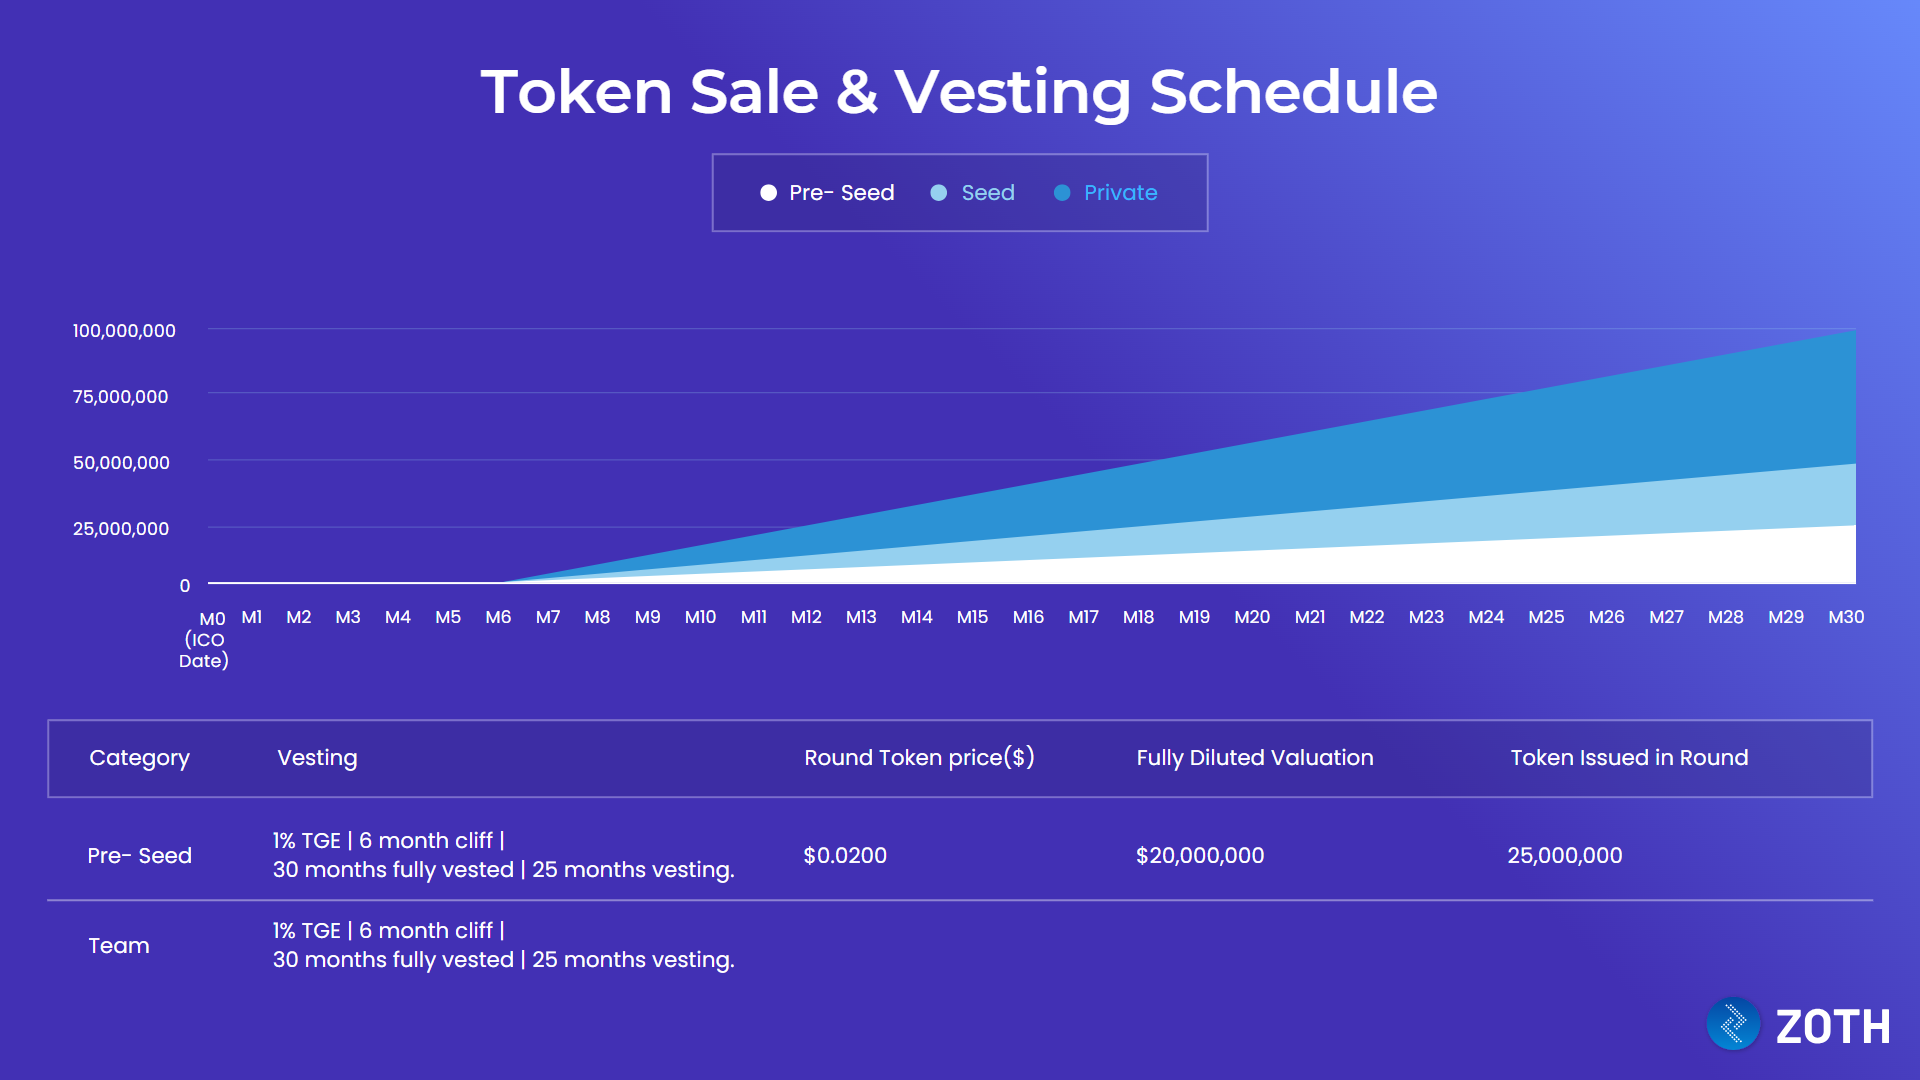 Token Sale & Vesting Schedule
Pre- Seed Seed Private
100,000,000
75,000,000
50,000,000
25,000,000
0
M0 M1 M2 M3 M4 M5 M6 M7 M8 M9 M10 M11 M12 M13 M14 M15 M16 M17 M18 M19 M20 M21 M22 M23 M24 M25 M26 M27 M28 M29 M30
(ICO
Date)
Category Vesting Round Token price($) Fully Diluted Valuation Token Issued in Round
Pre- Seed
1% TGE | 6 month cliff |
30 months fully vested | 25 months vesting.
$0.0200 $20,000,000 25,000,000
Team
1% TGE | 6 month cliff |
30 months fully vested | 25 months vesting.
ZOTH